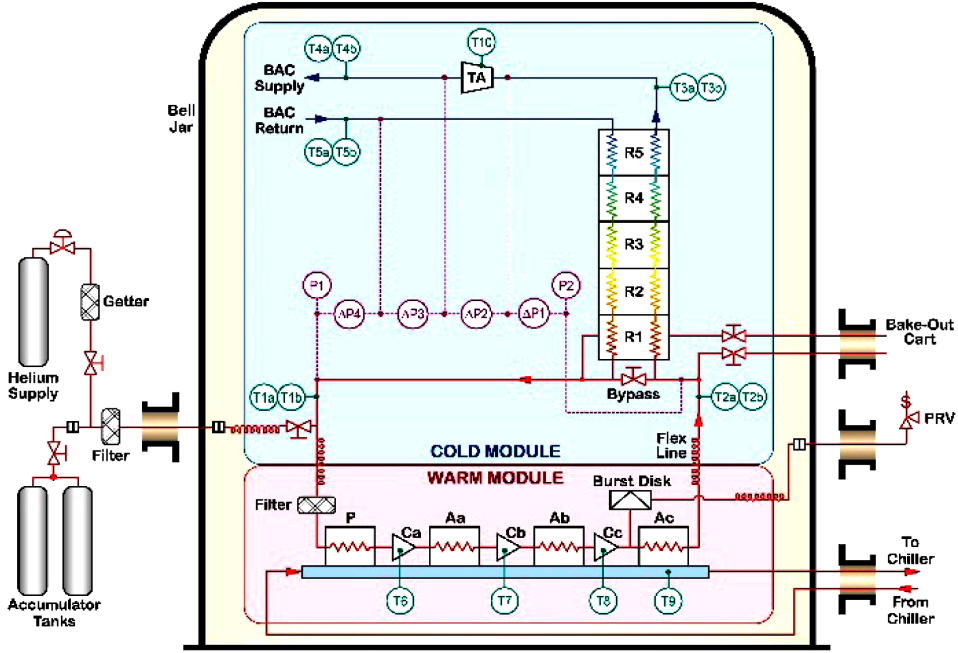 T4a T4b
T10
BAC
Supply
TA
T3a T3b
BAC
Return
Bell
Jar
T5a T5b
R5
R4
R3
R2
R1
P1
ΔP4
ΔP3
ΔP2
ΔP1
P2
Getter
Helium
Supply
Bake-Out
Cart
Bypass
T1a T1b
T2a T2b
S
PRV
Filter
COLD MODULE
Flex
Line
WARM MODULE
Burst Disk
Filter
P
Ca
Aa
Cb
Ab
Cc
Ac
To
Chiller
T6
T7
T8
T9
From
Chiller
Accumulator
Tanks